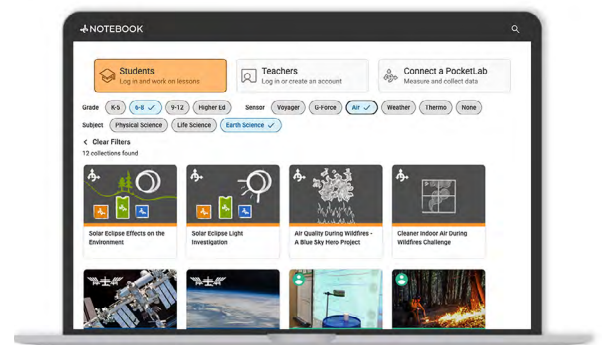 NOTEBOOK
Students
Log in and work on lessons
Teachers
Log in or create an account
Connect a PocketLab
Measure and collect data
Grade K-5 6-8 9-12 Higher Ed Sensor Voyager G-Force Air Weather Thermo None
Subject Physical Science Life Science Earth Science
Clear Filters
12 collections found
Solar Eclipse Effects on the
Environment
Solar Eclipse Light
Investigation
Air Quality During Wildfires -
A Blue Sky Hero Project
Cleaner Indoor Air During
Wildfires Challenge